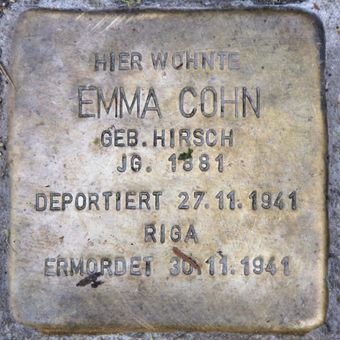 HIER WOHNTE
EMMA COHN
GEB. HIRSCH
JG. 1881
DEPORTIERT 27.11.1941
RIGA
ERMORDET 30.11.1941